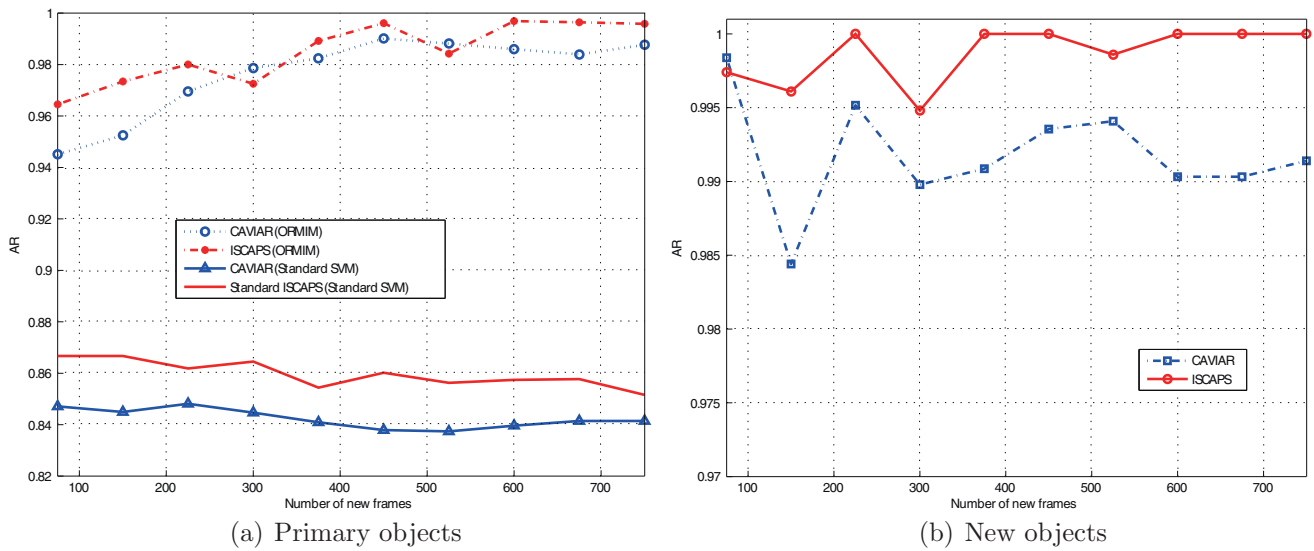 1
0.98
0.96
0.94
0.92
0.9
0.88
0.86
0.84
0.82
AR
CAVIAR (ORMIM)
ISCAPS (ORMIM)
CAVIAR (Standard SVM)
Standard ISCAPS (Standard SVM)
100 200 300 400 500 600 700
Number of new frames
(a) Primary objects
1
0.995
0.99
0.985
0.98
0.975
0.97
AR
CAVIAR
ISCAPS
100 200 300 400 500 600 700
Number of new frames
(b) New objects